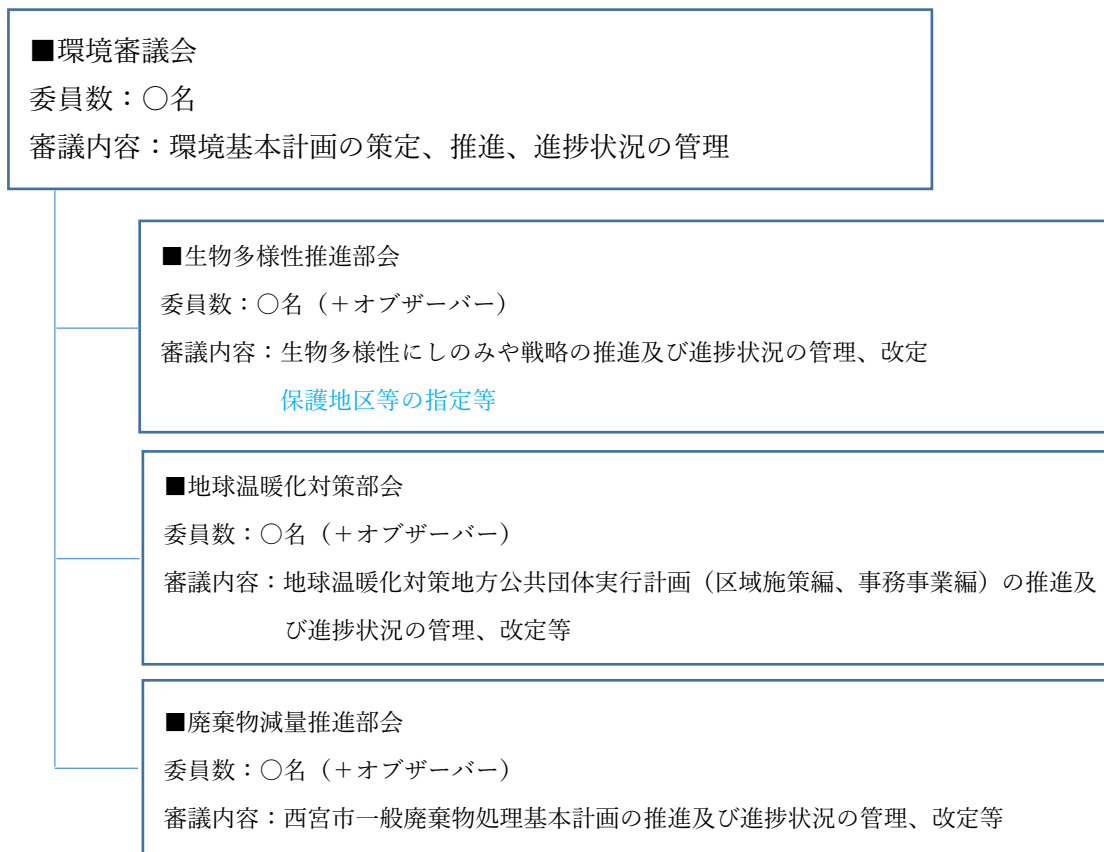 ■環境審議会
委員数：○名
審議内容：環境基本計画の策定、推進、進捗状況の管理
■生物多様性推進部会
委員数：○名（＋オブザーバー）
審議内容：生物多様性にしのみや戦略の推進及び進捗状況の管理、改定
保護地区等の指定等
■地球温暖化対策部会
委員数：○名（＋オブザーバー）
審議内容：地球温暖化対策地方公共団体実行計画（区域施策編、事務事業編）の推進及
び進捗状況の管理、改定等
■廃棄物減量推進部会
委員数：○名（＋オブザーバー）
審議内容：西宮市一般廃棄物処理基本計画の推進及び進捗状況の管理、改定等